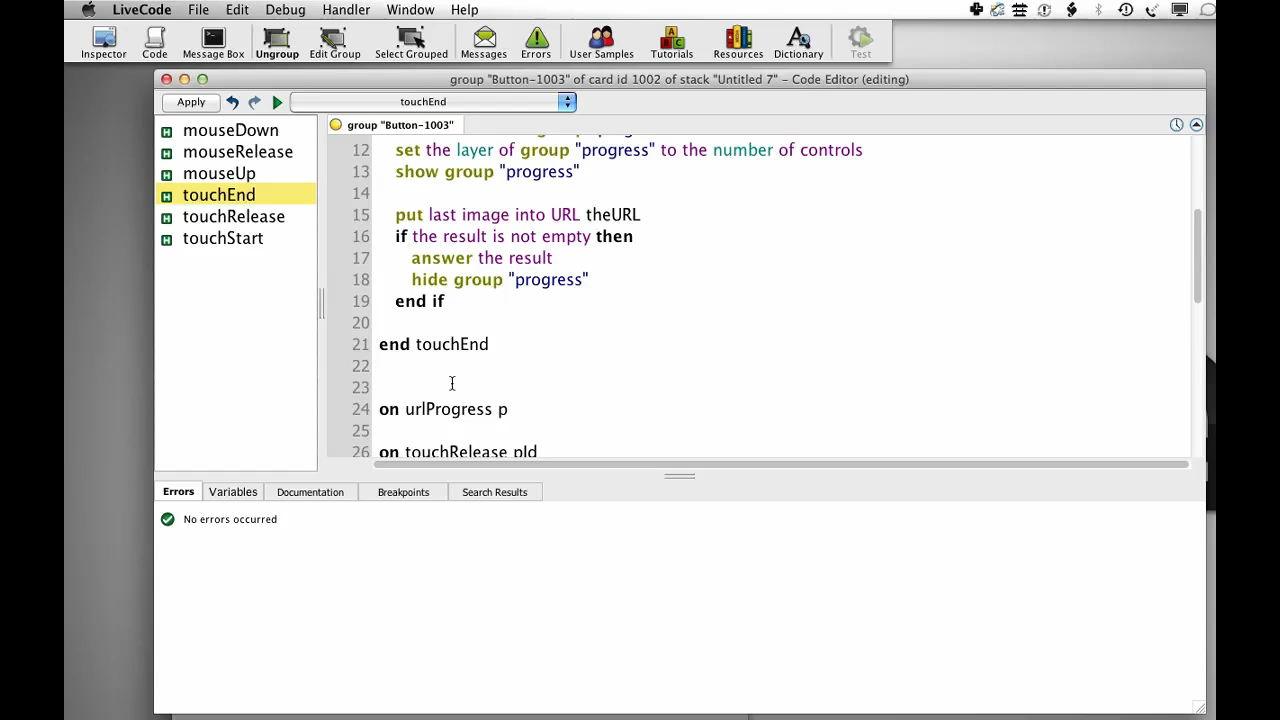 LiveCode File Edit Debug Handler Window Help
Inspector Code Message Box Ungroup Edit Group Select Grouped Messages Errors User Samples Tutorials Resources Dictionary Test
group "Button-1003" of card id 1002 of stack "Untitled 7" - Code Editor (editing)
Apply touchEnd
mouseDown
mouseRelease
mouseUp
touchEnd
touchRelease
touchStart
group "Button-1003"
12 set the layer of group "progress" to the number of controls
13 show group "progress"
14
15 put last image into URL theURL
16 if the result is not empty then
17 answer the result
18 hide group "progress"
19 end if
20
21 end touchEnd
22
23
24 on urlProgress p
25
26 on touchRelease pId
Errors Variables Documentation Breakpoints Search Results
No errors occurred